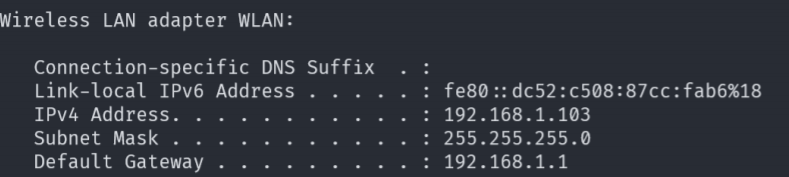 Wireless LAN adapter WLAN:
Connection-specific DNS Suffix . :
Link-local IPv6 Address . . . . . : fe80::dc52:c508:87cc:fab6%18
IPv4 Address. . . . . . . . . . . : 192.168.1.103
Subnet Mask . . . . . . . . . . . : 255.255.255.0
Default Gateway . . . . . . . . . : 192.168.1.1